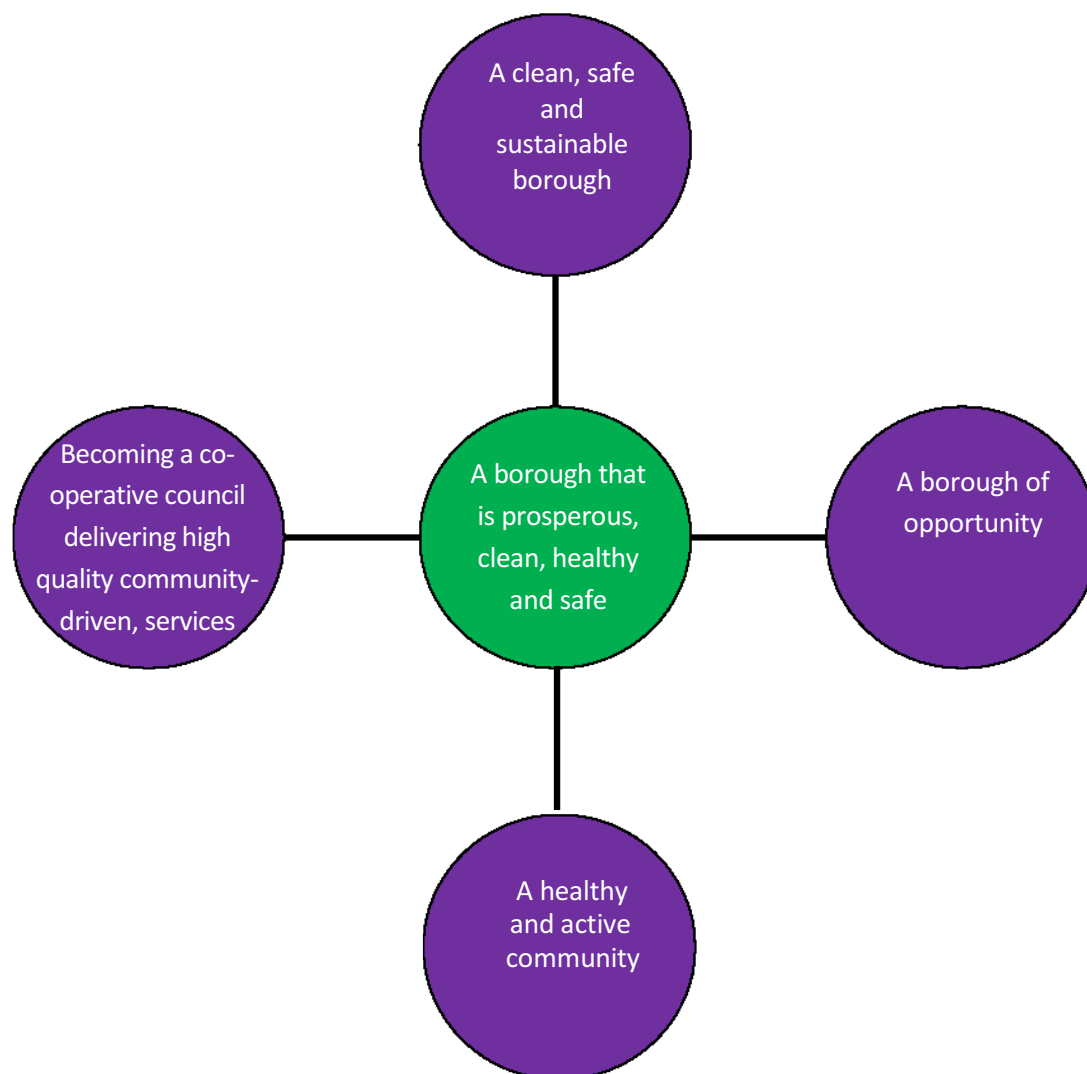 A clean, safe
and
sustainable
borough
Becoming a co-
operative council
delivering high
quality community-
driven, services
A borough that
is prosperous,
clean, healthy
and safe
A borough of
opportunity
A healthy
and active
community